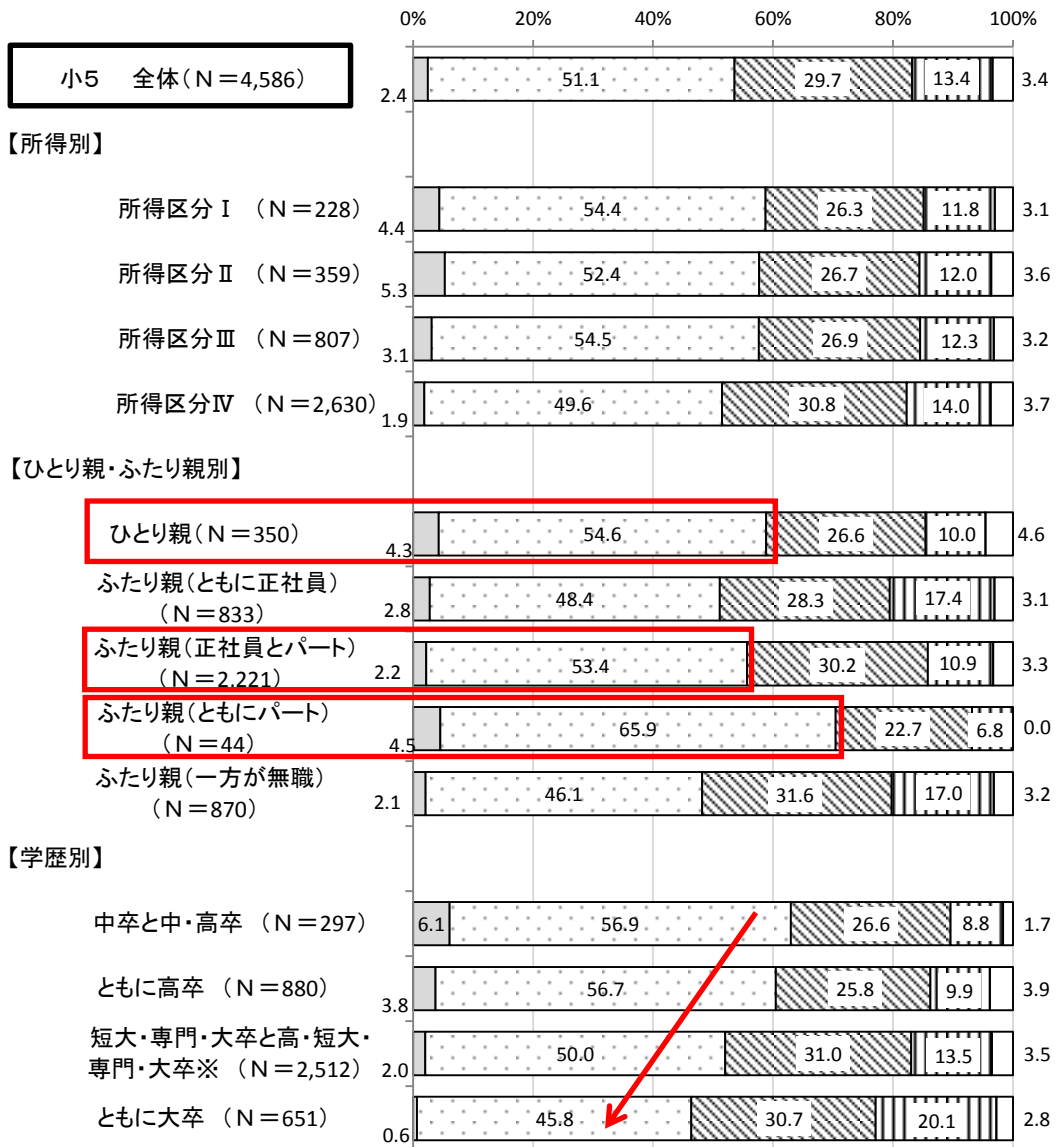 0% 20% 40% 60% 80% 100%
小5 全体(N=4,586) 2.4 51.1 29.7 13.4 3.4
【所得別】
所得区分Ⅰ (N=228) 4.4 54.4 26.3 11.8 3.1
所得区分Ⅱ (N=359) 5.3 52.4 26.7 12.0 3.6
所得区分Ⅲ (N=807) 3.1 54.5 26.9 12.3 3.2
所得区分Ⅳ (N=2,630) 1.9 49.6 30.8 14.0 3.7
【ひとり親・ふたり親別】
ひとり親(N=350) 4.3 54.6 26.6 10.0 4.6
ふたり親(ともに正社員)
(N=833) 2.8 48.4 28.3 17.4 3.1
ふたり親(正社員とパート)
(N=2,221) 2.2 53.4 30.2 10.9 3.3
ふたり親(ともにパート)
(N=44) 4.5 65.9 22.7 6.8 0.0
ふたり親(一方が無職)
(N=870) 2.1 46.1 31.6 17.0 3.2
【学歴別】
中卒と中・高卒 (N=297) 6.1 56.9 26.6 8.8 1.7
ともに高卒 (N=880) 3.8 56.7 25.8 9.9 3.9
短大・専門・大卒と高・短大・
専門・大卒※ (N=2,512) 2.0 50.0 31.0 13.5 3.5
ともに大卒 (N=651) 0.6 45.8 30.7 20.1 2.8